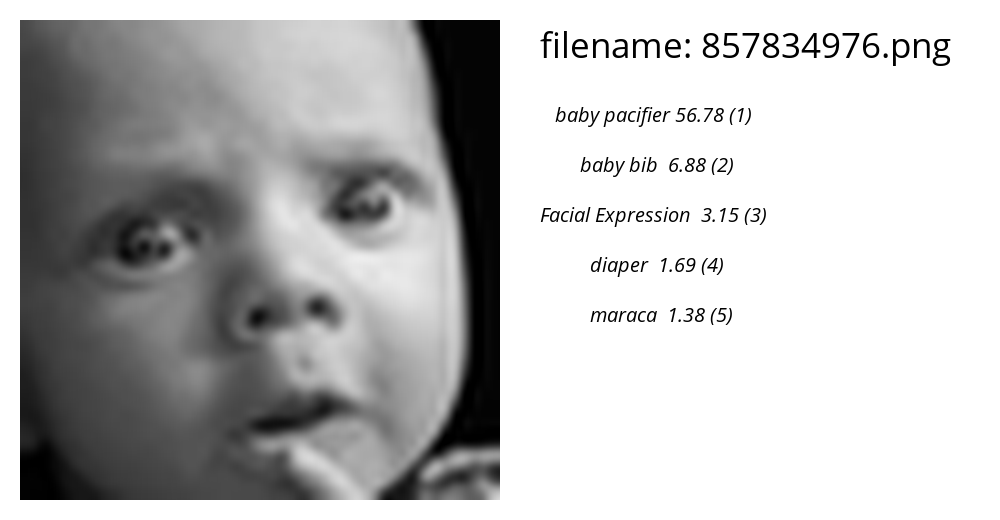 filename: 857834976.png
baby pacifier 56.78 (1)
baby bib 6.88 (2)
Facial Expression 3.15 (3)
diaper 1.69 (4)
maraca 1.38 (5)